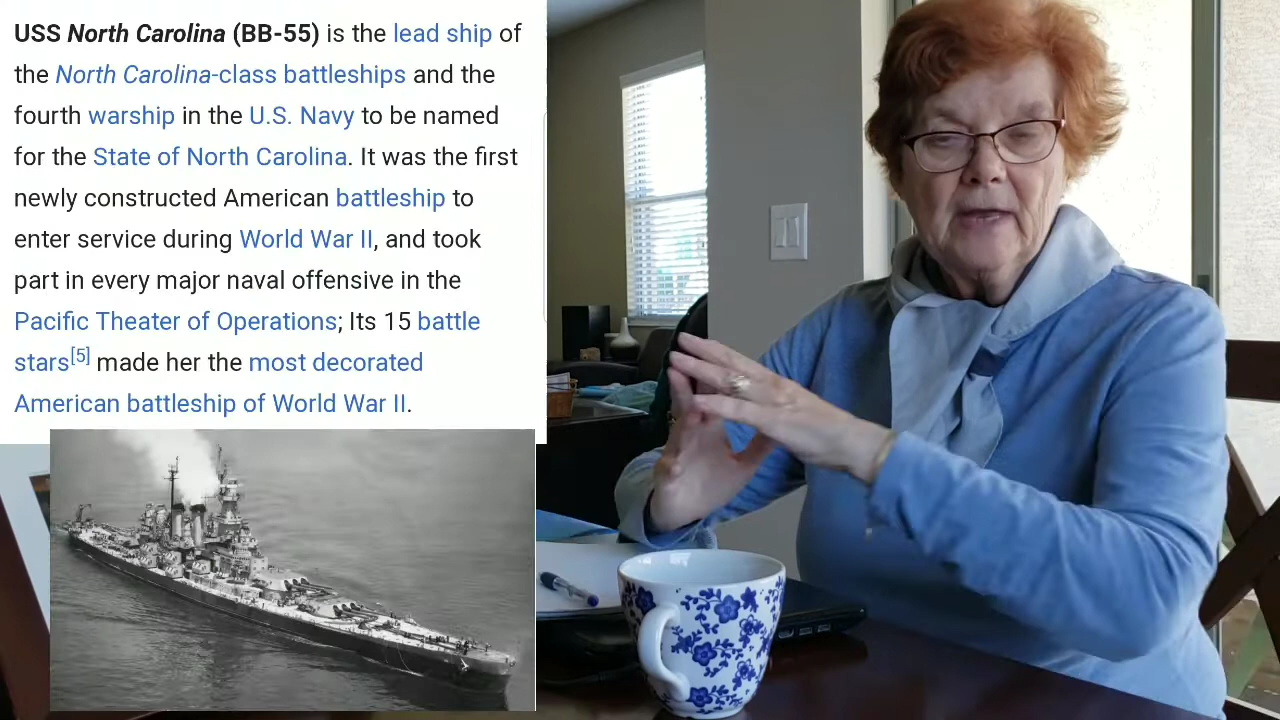 USS North Carolina (BB-55) is the lead ship of
the North Carolina-class battleships and the
fourth warship in the U.S. Navy to be named
for the State of North Carolina. It was the first
newly constructed American battleship to
enter service during World War II, and took
part in every major naval offensive in the
Pacific Theater of Operations; Its 15 battle
stars[5] made her the most decorated
American battleship of World War II.